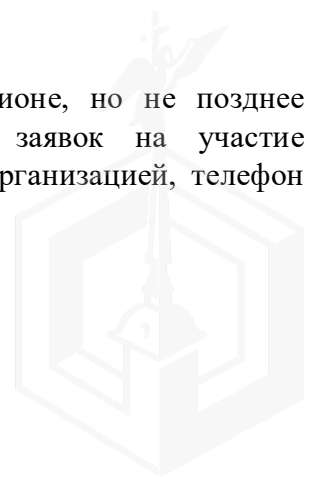 ионе, но не позднее
заявок на участие
рганизацией, телефон